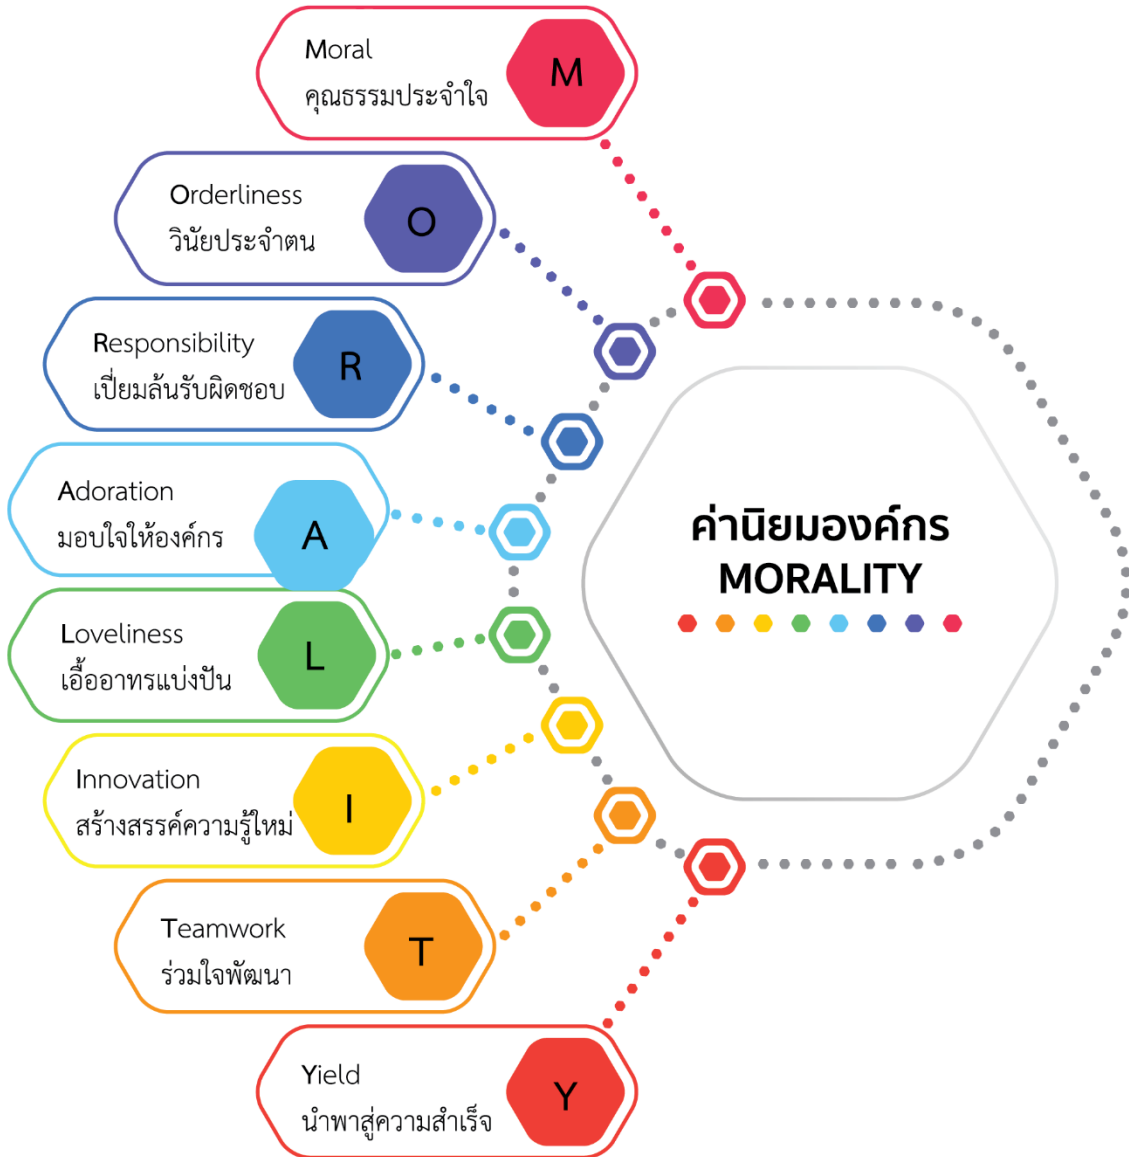 Moral
คุณธรรมประจำใจ
M
Orderliness
วินัยประจำตน
O
Responsibility
เปี่ยมล้นรับผิดชอบ
R
Adoration
มอบใจให้องค์กร
A
Loveliness
เอื้ออาทรแบ่งปัน
L
Innovation
สร้างสรรค์ความรู้ใหม่
I
Teamwork
ร่วมใจพัฒนา
T
Yield
นำพาสู่ความสำเร็จ
Y
ค่านิยมองค์กร
MORALITY